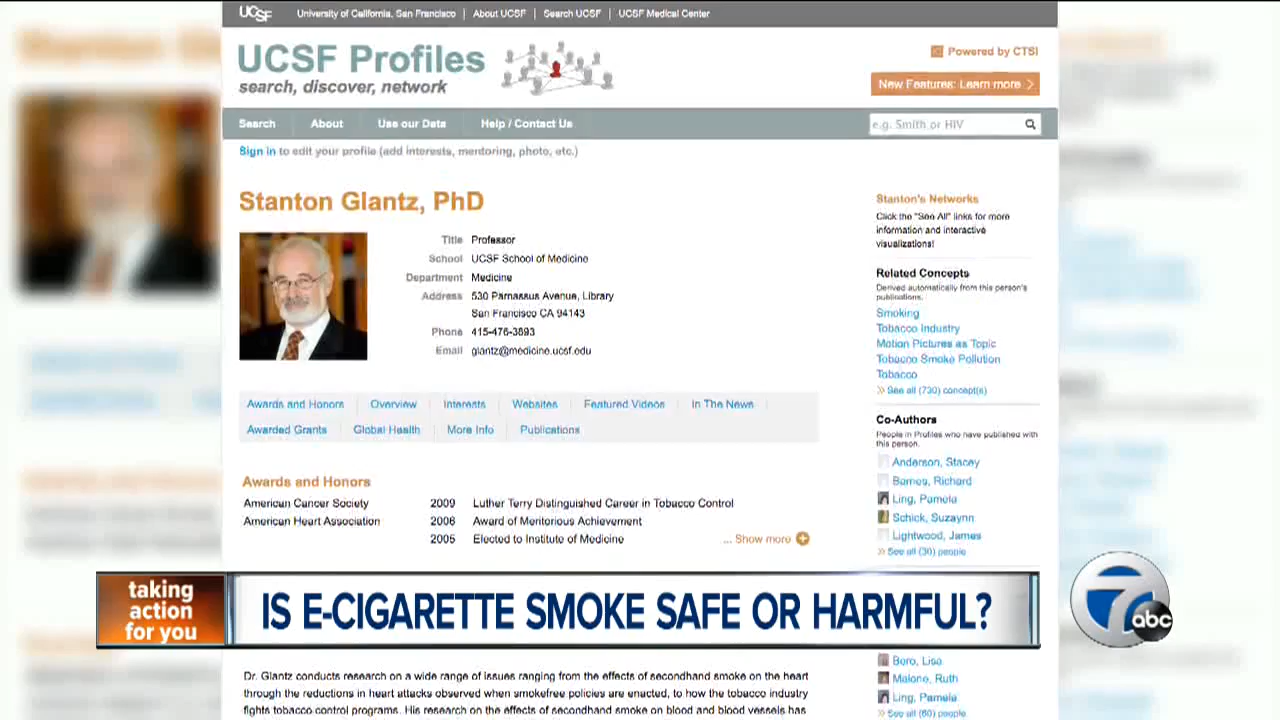 UCSF
University of California, San Francisco | About UCSF | Search UCSF | UCSF Medical Center
UCSF Profiles
search, discover, network
Powered by CTSI
New Features: Learn more
Search
About
Use our Data
Help / Contact Us
e.g. Smith or HIV
Sign in to edit your profile (add interests, mentoring, photo, etc.)
Stanton Glantz, PhD
Title Professor
School UCSF School of Medicine
Department Medicine
Address 530 Parnassus Avenue, Library
San Francisco CA 94143
Phone 415-476-3893
Email glantz@medicine.ucsf.edu
Awards and Honors
Overview
Interests
Websites
Featured Videos
In The News
Awarded Grants
Global Health
More Info
Publications
Awards and Honors
American Cancer Society 2009 Luther Terry Distinguished Career in Tobacco Control
American Heart Association 2006 Award of Meritorious Achievement
2005 Elected to Institute of Medicine
... Show more
Stanton's Networks
Click the "See All" links for more
information and interactive
visualizations!
Related Concepts
Derived automatically from this person's
publications.
Smoking
Tobacco Industry
Motion Pictures as Topic
Tobacco Smoke Pollution
Tobacco
See all (730) concept(s)
Co-Authors
People in Profiles who have published with
this person.
Anderson, Stacey
Barnes, Richard
Ling, Pamela
Schick, Suzaynn
Lightwood, James
See all (30) people
taking
action
for you
IS E-CIGARETTE SMOKE SAFE OR HARMFUL?
7
abc
Dr. Glantz conducts research on a wide range of issues ranging from the effects of secondhand smoke on the heart
through the reductions in heart attacks observed when smokefree policies are enacted, to how the tobacco industry
fights tobacco control programs. His research on the effects of secondhand smoke on blood and blood vessels has
Bero, Lisa
Malone, Ruth
Ling, Pamela
See all (60) people